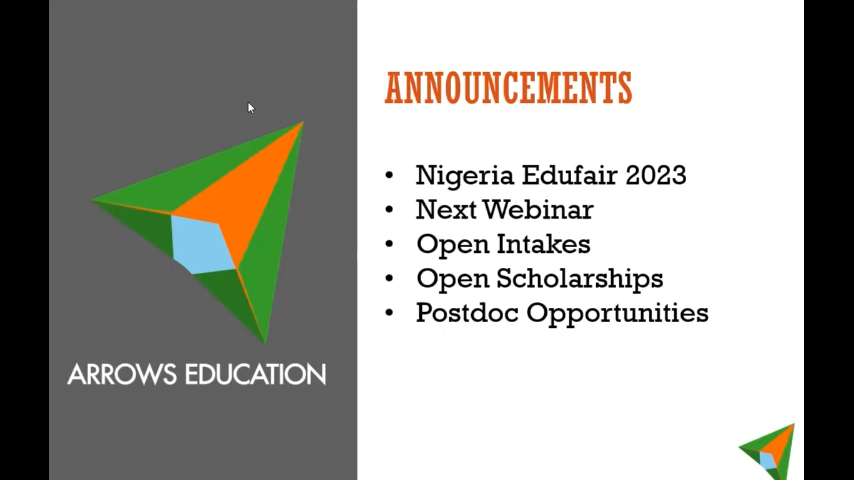 ARROWS EDUCATION
ANNOUNCEMENTS
• Nigeria Edufair 2023
• Next Webinar
• Open Intakes
• Open Scholarships
• Postdoc Opportunities